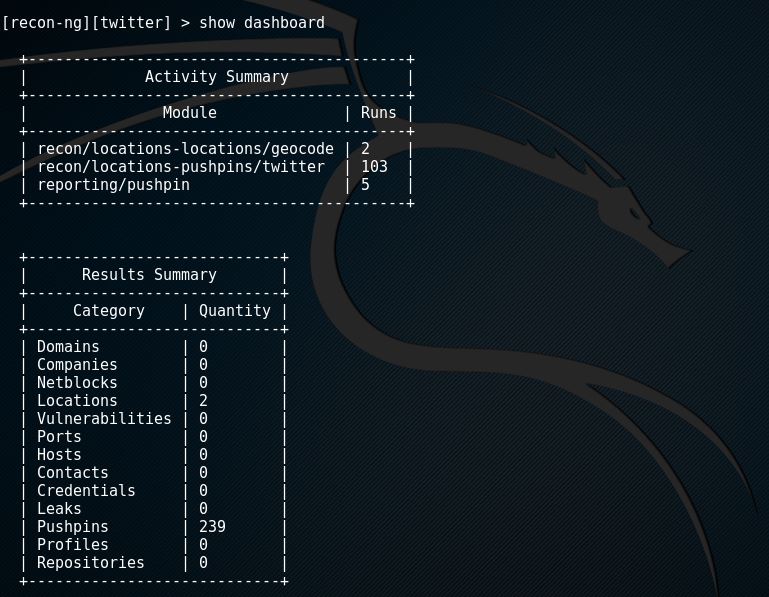 [recon-ng][twitter] > show dashboard
+------------------------------------------+
|             Activity Summary             |
+------------------------------------------+
|               Module              | Runs |
+------------------------------------------+
| recon/locations-locations/geocode | 2    |
| recon/locations-pushpins/twitter  | 103  |
| reporting/pushpin                 | 5    |
+------------------------------------------+
+----------------------------+
|      Results Summary       |
+----------------------------+
|     Category    | Quantity |
+----------------------------+
| Domains         | 0        |
| Companies       | 0        |
| Netblocks       | 0        |
| Locations       | 2        |
| Vulnerabilities | 0        |
| Ports           | 0        |
| Hosts           | 0        |
| Contacts        | 0        |
| Credentials     | 0        |
| Leaks           | 0        |
| Pushpins        | 239      |
| Profiles        | 0        |
| Repositories    | 0        |
+----------------------------+